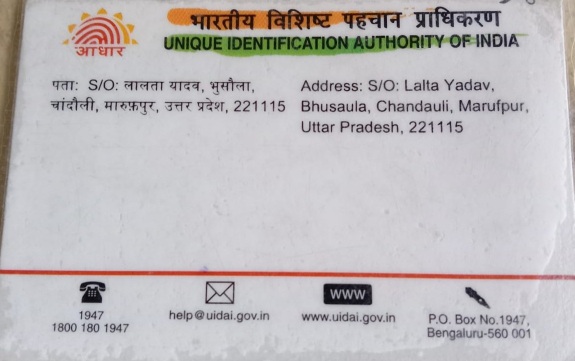 भारतीय विशिष्ट पहचान प्राधिकरण
UNIQUE IDENTIFICATION AUTHORITY OF INDIA
आधार
पता: S/O: लालता यादव, भुसौला,
चांदौली, मारुफ़पुर, उत्तर प्रदेश, 221115
Address: S/O: Lalta Yadav,
Bhusaula, Chandauli, Marufpur,
Uttar Pradesh, 221115
1947
1800 180 1947
help@uidai.gov.in
WWW
www.uidai.gov.in
P.O. Box No.1947,
Bengaluru-560 001